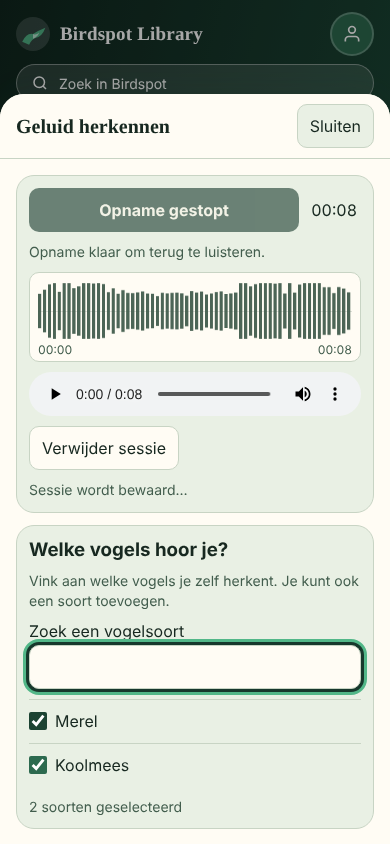 Birdspot Library
Zoek in Birdspot
Geluid herkennen
Sluiten
Opname gestopt
00:08
Opname klaar om terug te luisteren.
00:00
00:08
0:00 / 0:08
Verwijder sessie
Sessie wordt bewaard...
Welke vogels hoor je?
Vink aan welke vogels je zelf herkent. Je kunt ook
een soort toevoegen.
Zoek een vogelsoort
Merel
Koolmees
2 soorten geselecteerd